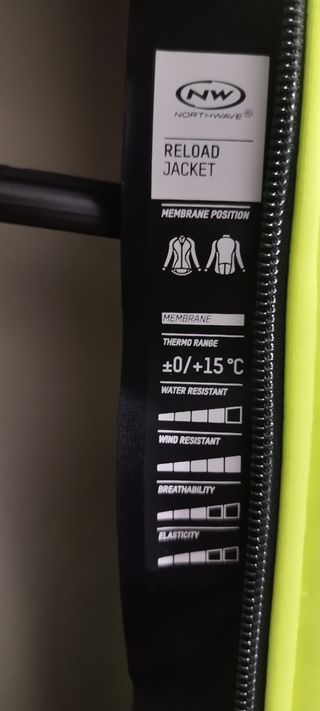 NW
NORTHWAVE®
RELOAD
JACKET
MEMBRANE POSITION
MEMBRANE
THERMO RANGE
±0/+15 °C
WATER RESISTANT
WIND RESISTANT
BREATHABILITY
ELASTICITY